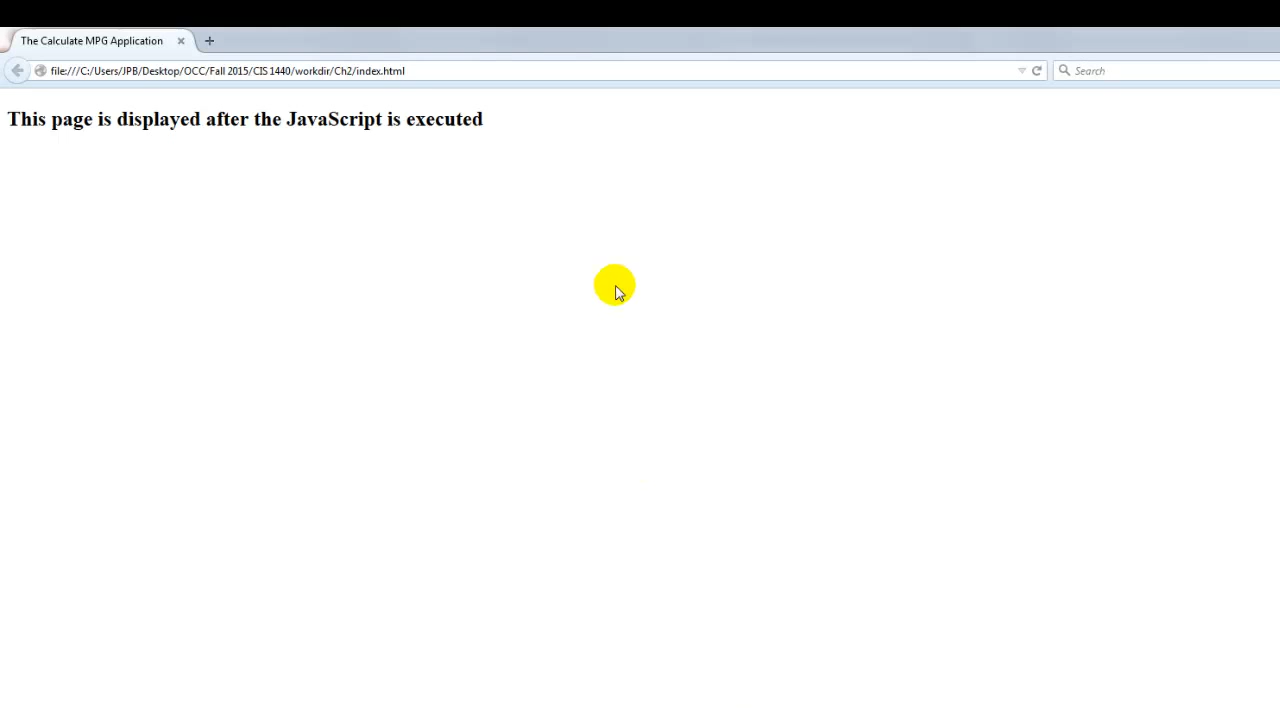 The Calculate MPG Application
file:///C:/Users/JPB/Desktop/OCC/Fall 2015/CIS 1440/workdir/Ch2/index.html
Search
This page is displayed after the JavaScript is executed